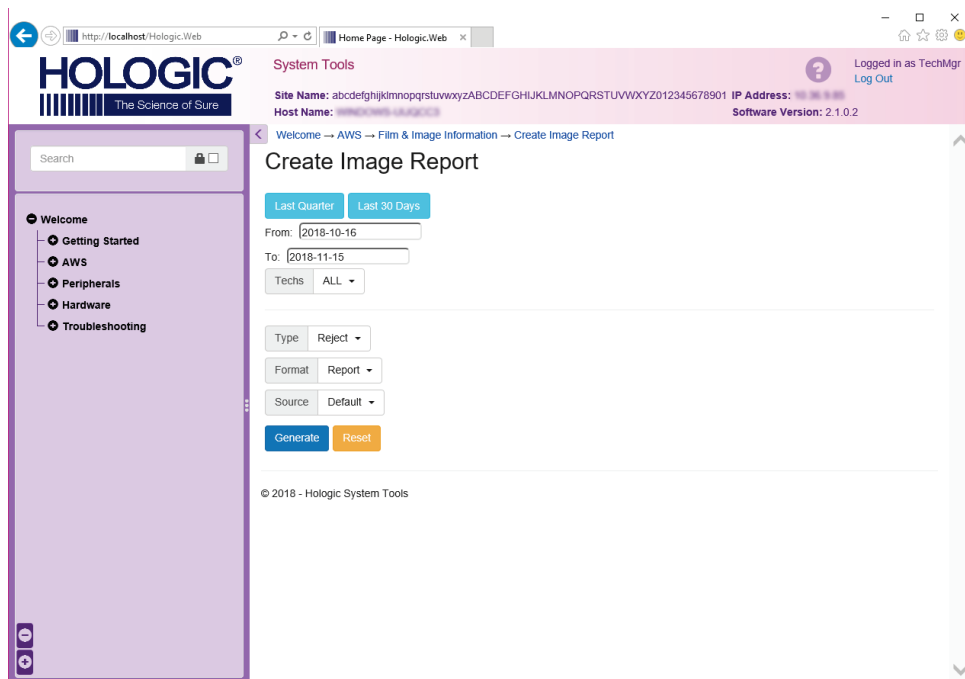 http://localhost/Hologic.Web
Home Page - Hologic.Web
HOLOGIC®
The Science of Sure
System Tools
Logged in as TechMgr
Log Out
Site Name: abcdefghijklmnopqrstuvwxyzABCDEFGHIJKLMNOPQRSTUVWXYZ012345678901 IP Address:
Host Name: Software Version: 2.1.0.2
Search
Welcome
Getting Started
AWS
Peripherals
Hardware
Troubleshooting
Welcome → AWS → Film & Image Information → Create Image Report
Create Image Report
Last Quarter Last 30 Days
From: 2018-10-16
To: 2018-11-15
Techs ALL
Type Reject
Format Report
Source Default
Generate Reset
© 2018 - Hologic System Tools